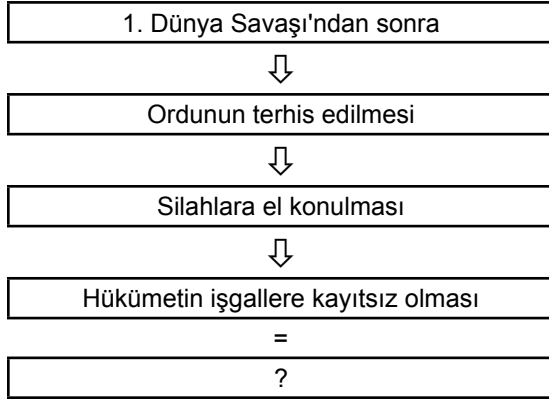 1. Dünya Savaşı'ndan sonra
⇩
Ordunun terhis edilmesi
⇩
Silahlara el konulması
⇩
Hükümetin işgallere kayıtsız olması
=
?